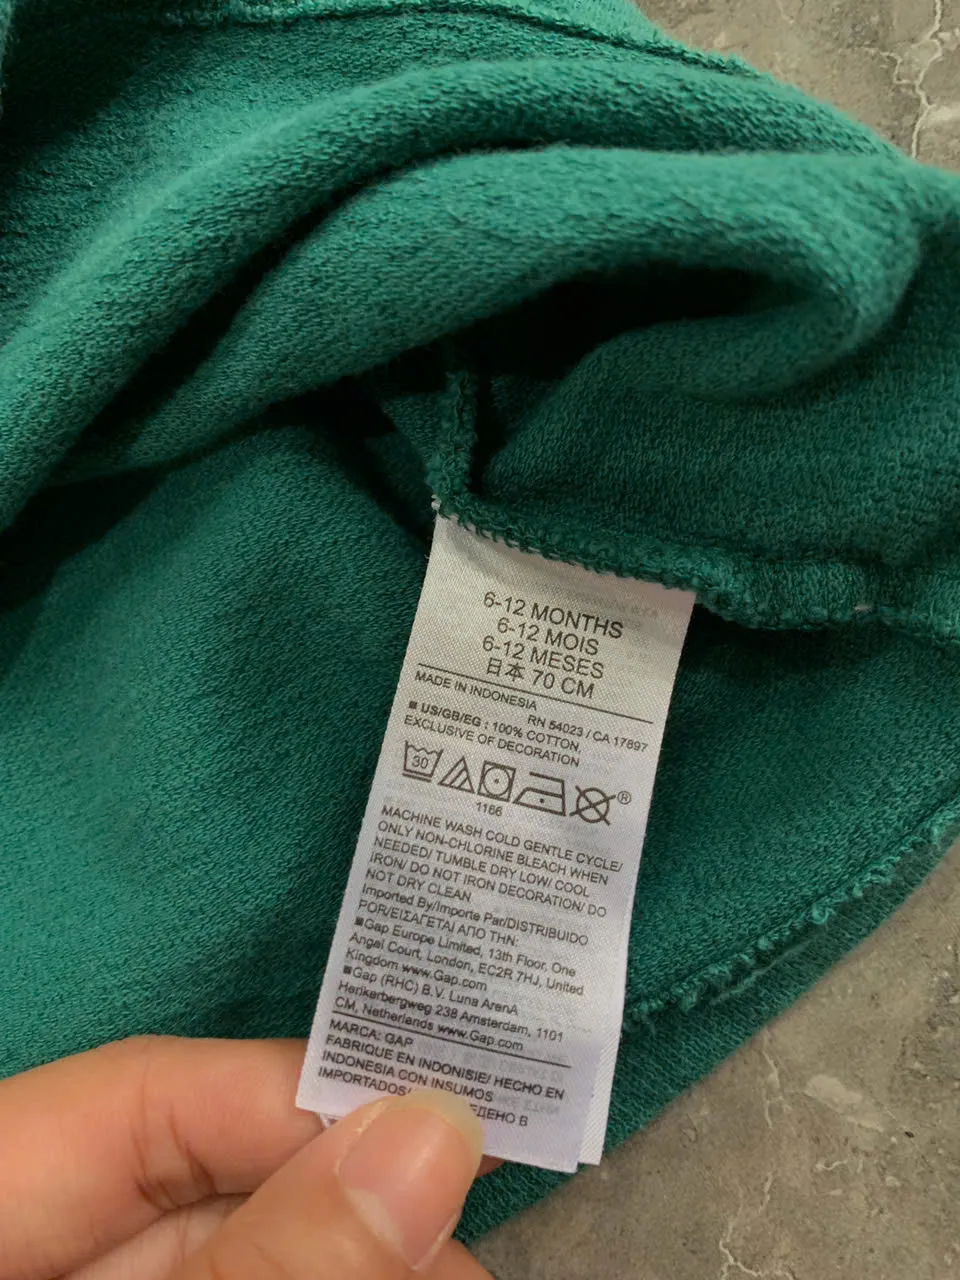 6-12 MONTHS
6-12 MOIS
6-12 MESES
日本 70 CM
MADE IN INDONESIA
RN 54023 / CA 17897
■ US/GB/EG : 100% COTTON,
EXCLUSIVE OF DECORATION
30
®
1166
MACHINE WASH COLD GENTLE CYCLE/
ONLY NON-CHLORINE BLEACH WHEN
NEEDED/ TUMBLE DRY LOW/ COOL
IRON/ DO NOT IRON DECORATION/ DO
NOT DRY CLEAN
Imported By/Importe Par/DISTRIBUIDO
POR/ΕΙΣΑΓΕΤΑΙ ΑΠΟ ΤΗΝ:
■Gap Europe Limited, 13th Floor, One
Angel Court, London, EC2R 7HJ, United
Kingdom www.Gap.com
■Gap (RHC) B.V. Luna ArenA
Herikerbergweg 238 Amsterdam, 1101
CM, Netherlands www.Gap.com
MARCA: GAP
FABRIQUE EN INDONISIE/ HECHO EN
INDONESIA CON INSUMOS
IMPORTADOS/ ЕДЕНО В